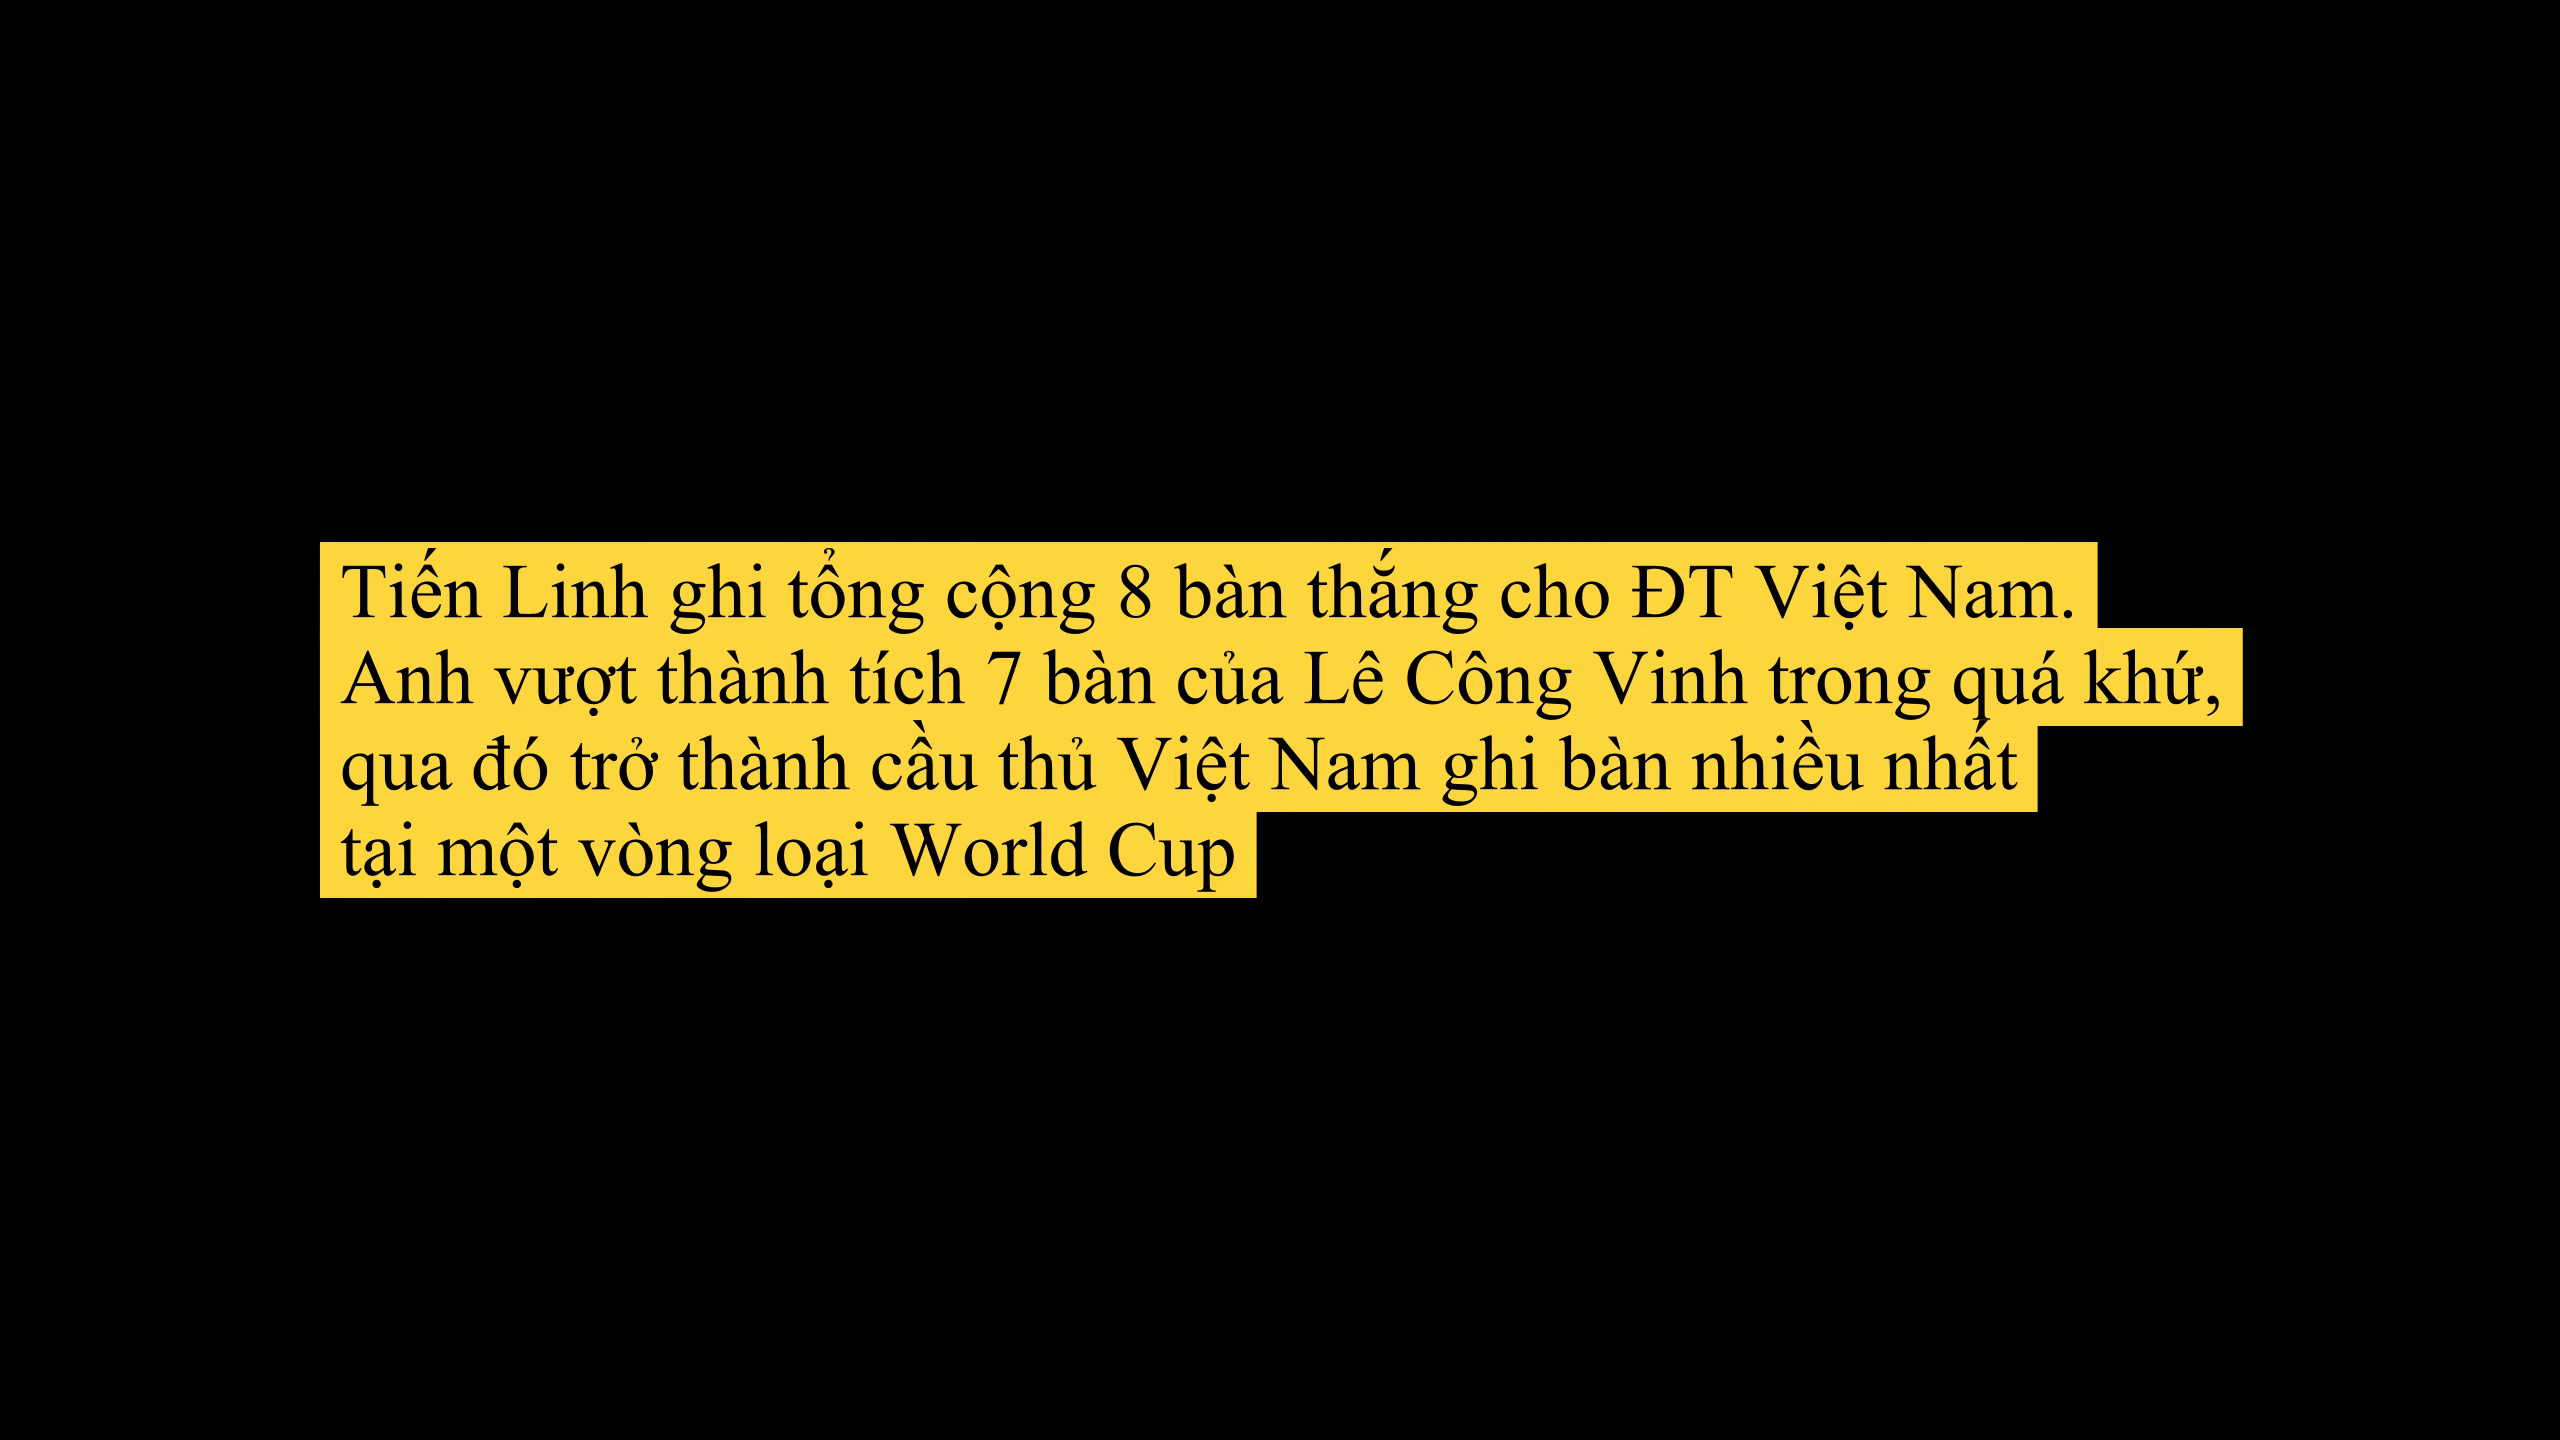 Tiến Linh ghi tổng cộng 8 bàn thắng cho ĐT Việt Nam.
Anh vượt thành tích 7 bàn của Lê Công Vinh trong quá khứ,
qua đó trở thành cầu thủ Việt Nam ghi bàn nhiều nhất
tại một vòng loại World Cup